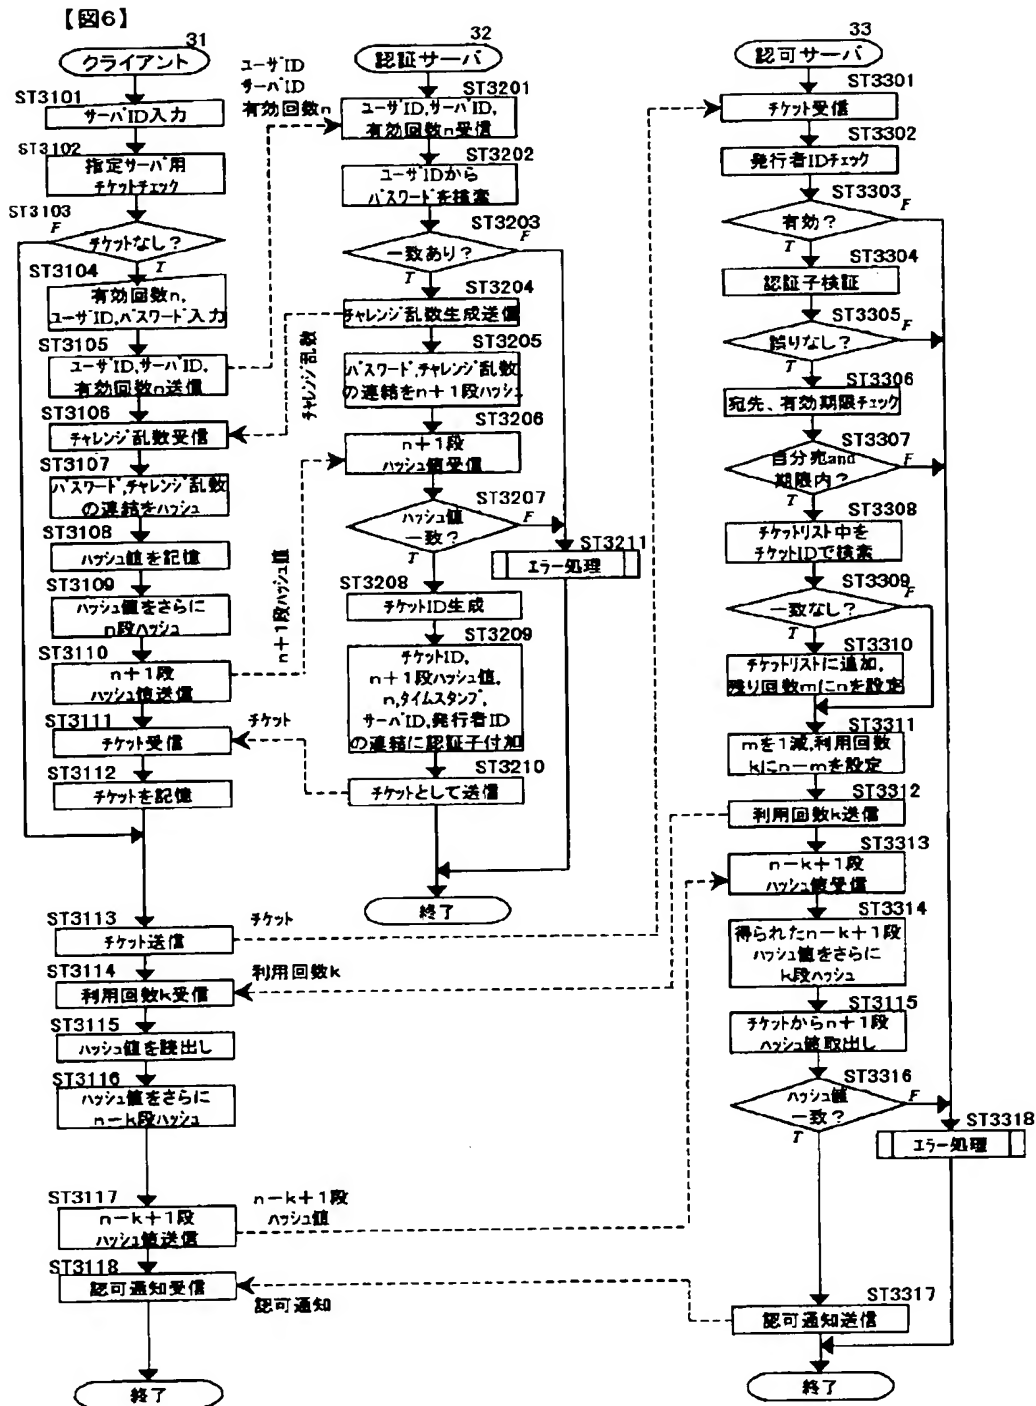 【図6】
31
クライアント
ST3101
サーバID入力
ST3102
指定サーバ用
チケットチェック
ST3103
F
チケットなし?
T
ST3104
有効回数n,
ユーザID,パスワード入力
ST3105
ユーザID,サーバID,
有効回数n送信
ST3106
チャレンジ乱数受信
ST3107
パスワード,チャレンジ乱数
の連結をハッシュ
ST3108
ハッシュ値を記憶
ST3109
ハッシュ値をさらに
n段ハッシュ
ST3110
n+1段
ハッシュ値送信
ST3111
チケット受信
ST3112
チケットを記憶
ST3113
チケット送信
ST3114
利用回数k受信
ST3115
ハッシュ値を読出し
ST3116
ハッシュ値をさらに
n-k段ハッシュ
ST3117
n-k+1段
ハッシュ値送信
ST3118
認可通知受信
終了
ユーザID
サーバID
有効回数n
チャレンジ乱数
n+1段ハッシュ値
チケット
チケット
利用回数k
n-k+1段
ハッシュ値
認可通知
32
認証サーバ
ST3201
ユーザID,サーバID,
有効回数n受信
ST3202
ユーザIDから
パスワードを検索
ST3203
一致あり?
F
T
ST3204
チャレンジ乱数生成送信
ST3205
パスワード,チャレンジ乱数
の連結をn+1段ハッシュ
ST3206
n+1段
ハッシュ値受信
ST3207
ハッシュ値
一致?
F
T
ST3211
エラー処理
ST3208
チケットID生成
ST3209
チケットID,
n+1段ハッシュ値,
n,タイムスタンプ,
サーバID,発行者ID
の連結に認証子付加
ST3210
チケットとして送信
終了
33
認可サーバ
ST3301
チケット受信
ST3302
発行者IDチェック
ST3303
有効?
F
T
ST3304
認証子検証
ST3305
誤りなし?
F
T
ST3306
宛先、有効期限チェック
ST3307
自分宛and
期限内?
F
T
ST3308
チケットリスト中を
チケットIDで検索
ST3309
一致なし?
F
T
ST3310
チケットリストに追加,
残り回数mにnを設定
ST3311
mを1減,利用回数
kにn-mを設定
ST3312
利用回数k送信
ST3313
n-k+1段
ハッシュ値受信
ST3314
得られたn-k+1段
ハッシュ値をさらに
k段ハッシュ
ST3115
チケットからn+1段
ハッシュ値取出し
ST3316
ハッシュ値
一致?
F
T
ST3318
エラー処理
ST3317
認可通知送信
終了